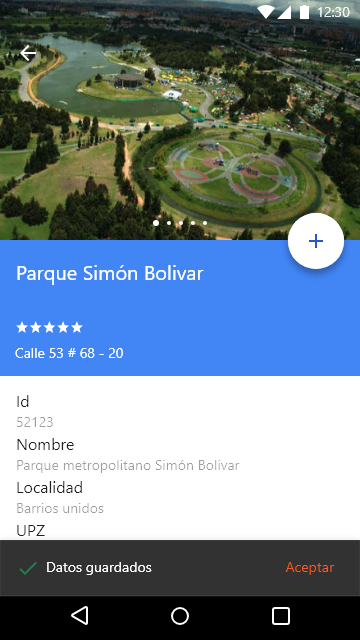 12:30
Parque Simón Bolivar
Calle 53 # 68 - 20
Id
52123
Nombre
Parque metropolitano Simón Bolivar
Localidad
Barrios unidos
UPZ
Datos guardados Aceptar